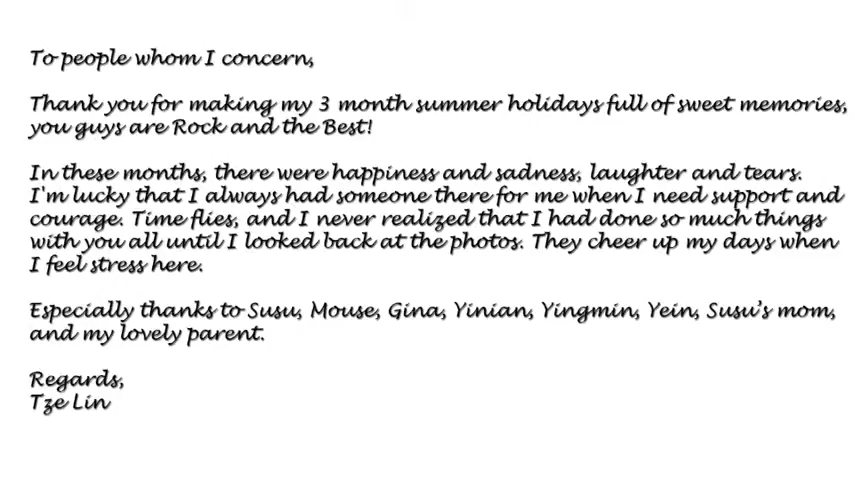 To people whom I concern,
Thank you for making my 3 month summer holidays full of sweet memories,
you guys are Rock and the Best!
In these months, there were happiness and sadness, laughter and tears.
I'm lucky that I always had someone there for me when I need support and
courage. Time flies, and I never realized that I had done so much things
with you all until I looked back at the photos. They cheer up my days when
I feel stress here.
Especially thanks to Susu, Mouse, Gina, Yinian, Yingmin, Yein, Susu's mom,
and my lovely parent.
Regards,
Tze Lin